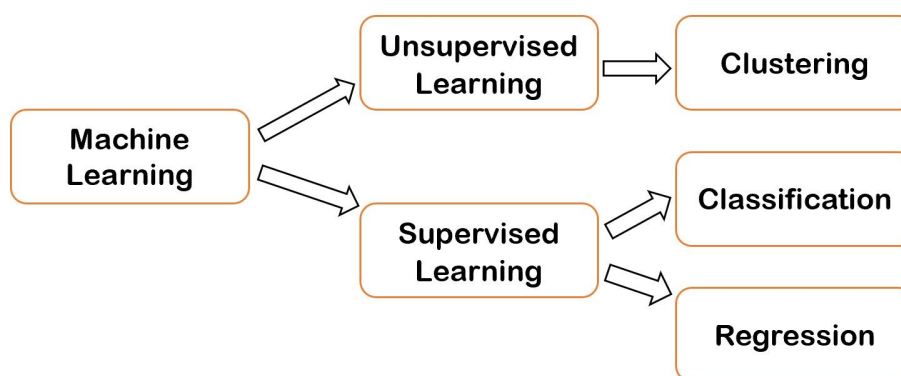 Machine
Learning
Unsupervised
Learning
Clustering
Supervised
Learning
Classification
Regression